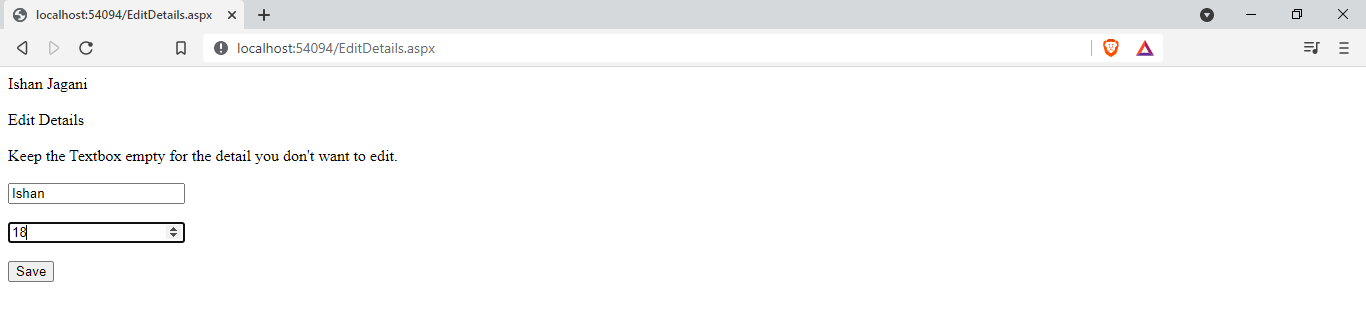 localhost:54094/EditDetails.aspx
localhost:54094/EditDetails.aspx
Ishan Jagani
Edit Details
Keep the Textbox empty for the detail you don't want to edit.
Ishan
18
Save